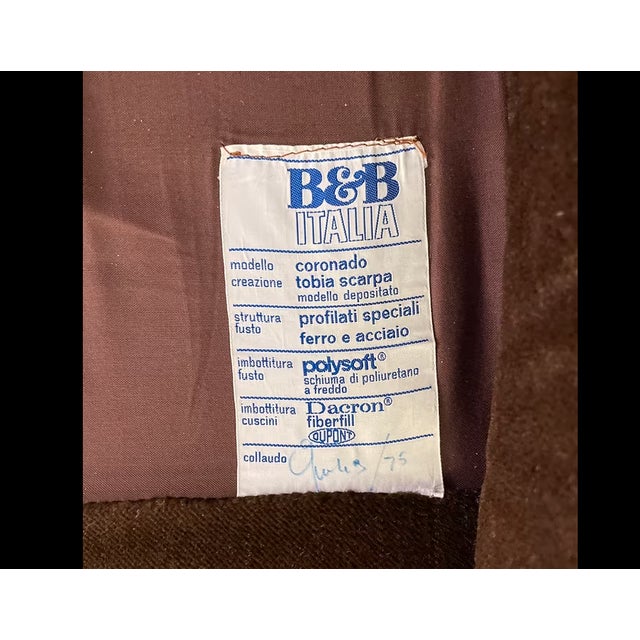 B&B
ITALIA
modello coronado
creazione tobia scarpa
modello depositato
struttura profilati speciali
fusto ferro e acciaio
imbottitura polysoft®
fusto schiuma di poliuretano
a freddo
imbottitura Dacron®
cuscini fiberfill
DUPONT
collaudo /75